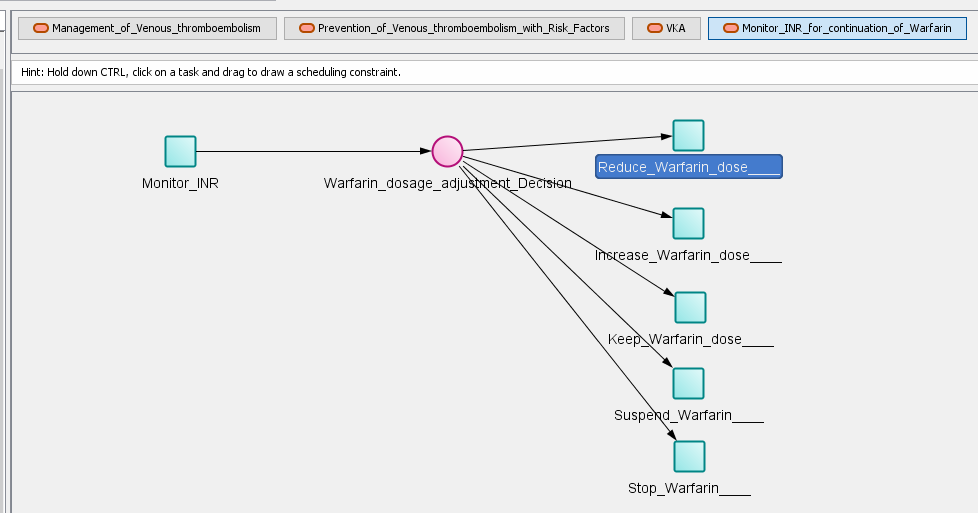 Management_of_Venous_thromboembolism
Prevention_of_Venous_thromboembolism_with_Risk_Factors
VKA
Monitor_INR_for_continuation_of_Warfarin
Hint: Hold down CTRL, click on a task and drag to draw a scheduling constraint.
Monitor_INR
Warfarin_dosage_adjustment_Decision
Reduce_Warfarin_dose____
Increase_Warfarin_dose____
Keep_Warfarin_dose____
Suspend_Warfarin____
Stop_Warfarin____